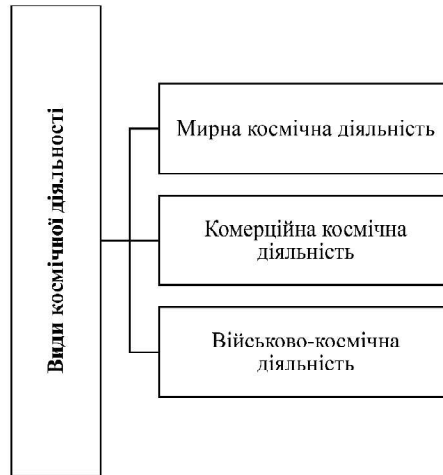 Види космічної діяльності
Мирна космічна діяльність
Комерційна космічна
діяльність
Військово-космічна
діяльність